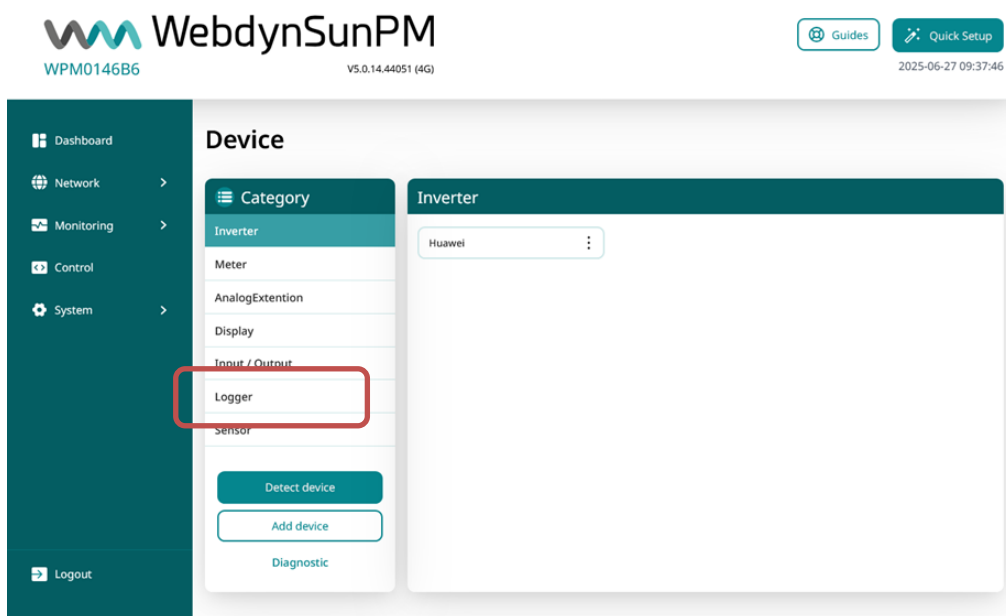 WebdynSunPM
WPM0146B6
V5.0.14.44051 (4G)
Guides
Quick Setup
2025-06-27 09:37:46
Dashboard
Network
Monitoring
Control
System
Logout
Device
Category
Inverter
Meter
AnalogExtention
Display
Input / Output
Logger
Sensor
Detect device
Add device
Diagnostic
Inverter
Huawei